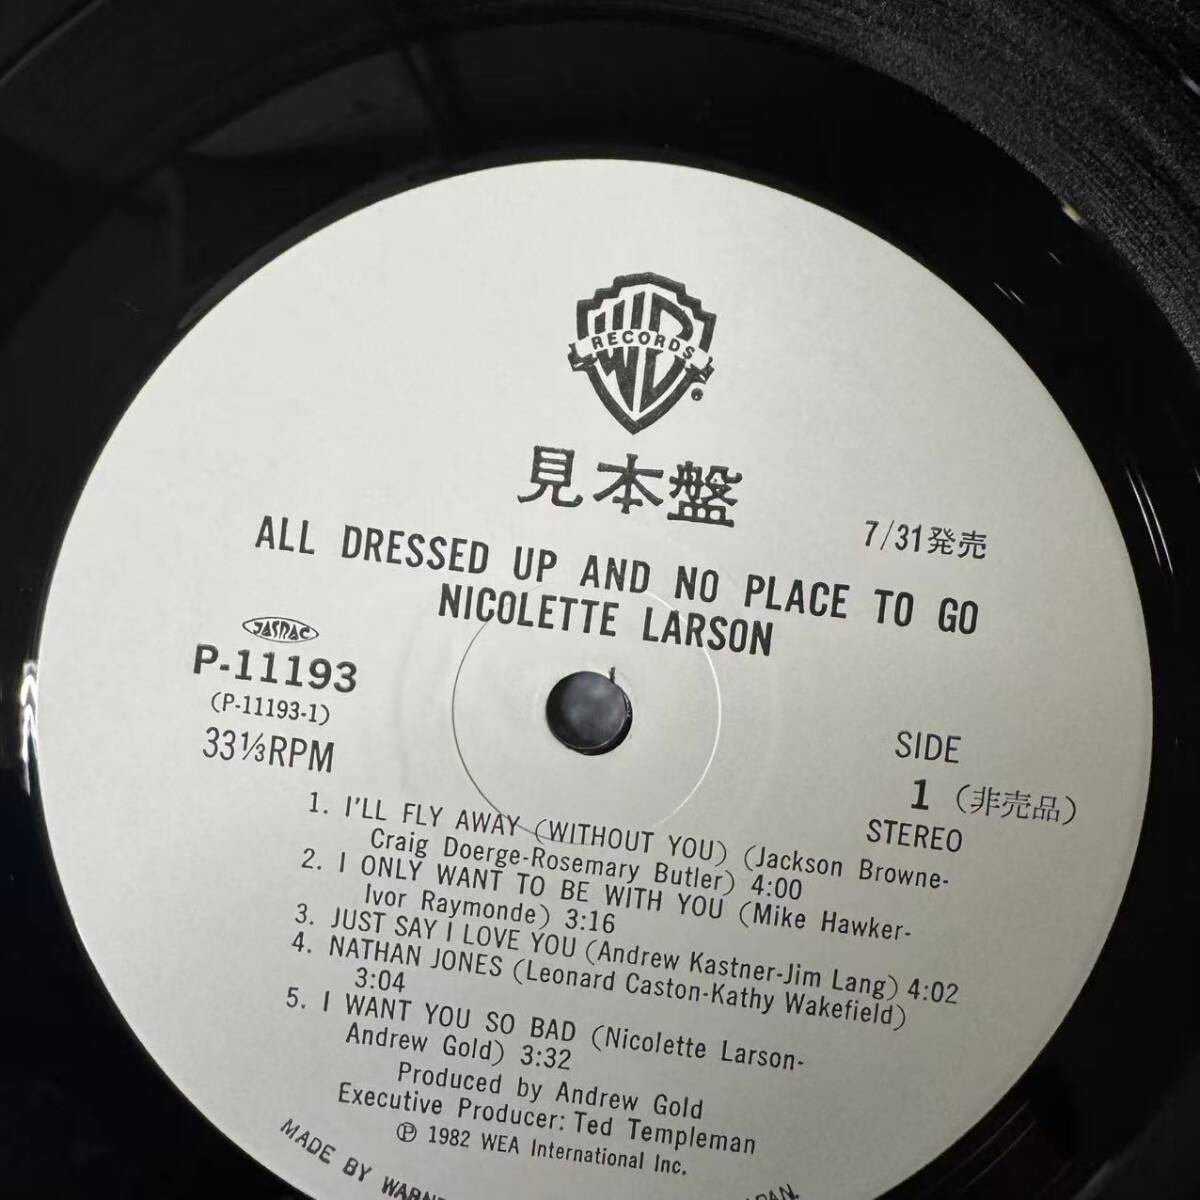 WB
RECORDS
見本盤
7/31発売
ALL DRESSED UP AND NO PLACE TO GO
NICOLETTE LARSON
JASRAC
P-11193
(P-11193-1)
33⅓RPM
SIDE
1 (非売品)
STEREO
1. I'LL FLY AWAY (WITHOUT YOU) (Jackson Browne-
Craig Doerge-Rosemary Butler) 4:00
2. I ONLY WANT TO BE WITH YOU (Mike Hawker-
Ivor Raymonde) 3:16
3. JUST SAY I LOVE YOU (Andrew Kastner-Jim Lang) 4:02
4. NATHAN JONES (Leonard Caston-Kathy Wakefield)
3:04
5. I WANT YOU SO BAD (Nicolette Larson-
Andrew Gold) 3:32
Produced by Andrew Gold
Executive Producer: Ted Templeman
Ⓟ 1982 WEA International Inc.
MADE BY